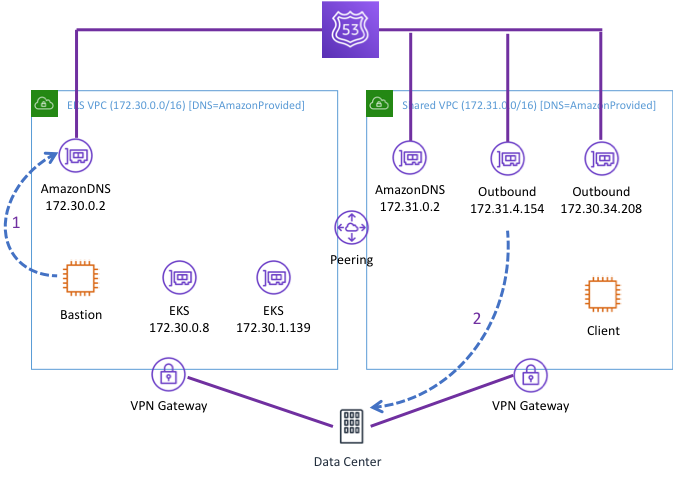 53
EKS VPC (172.30.0.0/16) [DNS=AmazonProvided]
Shared VPC (172.31.0.0/16) [DNS=AmazonProvided]
AmazonDNS
172.30.0.2
AmazonDNS
172.31.0.2
Outbound
172.31.4.154
Outbound
172.30.34.208
1
Peering
Bastion
EKS
172.30.0.8
EKS
172.30.1.139
2
Client
VPN Gateway
VPN Gateway
Data Center